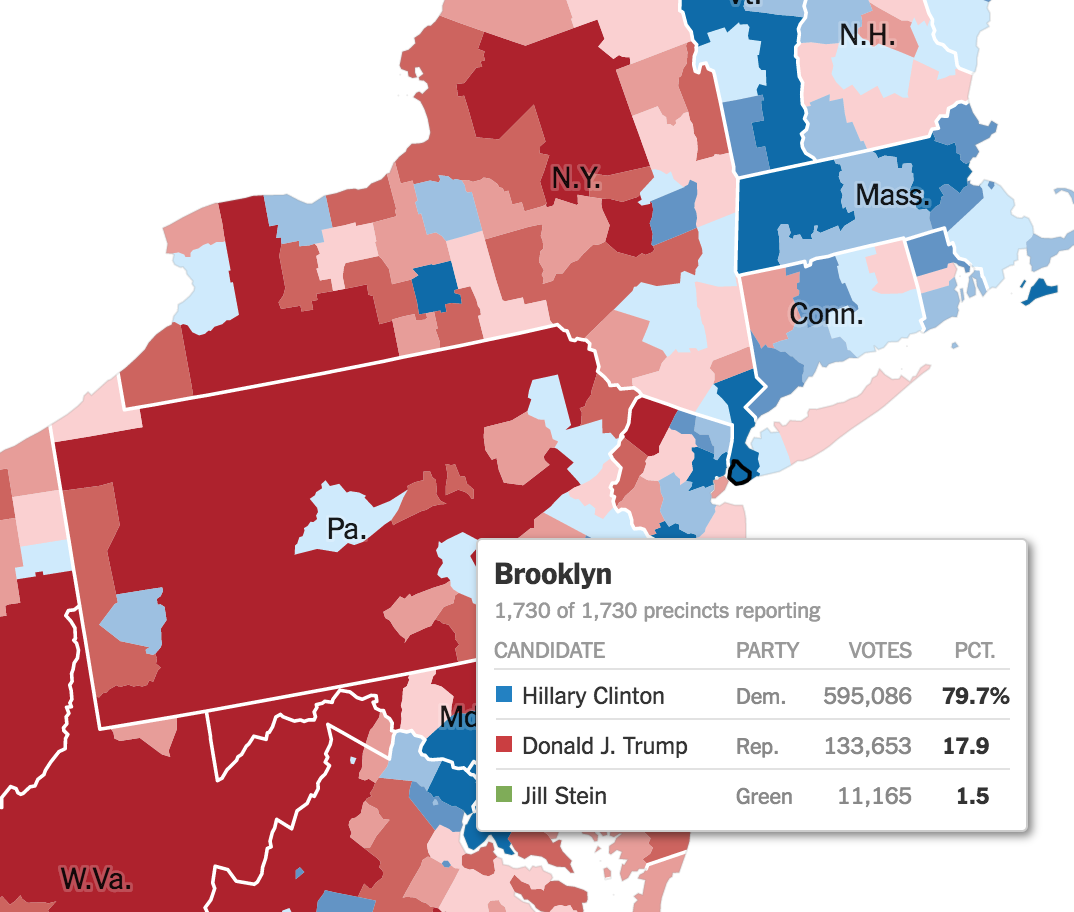 Vt.
N.H.
N.Y.
Mass.
Conn.
Pa.
Brooklyn
1,730 of 1,730 precincts reporting
CANDIDATE PARTY VOTES PCT.
Hillary Clinton Dem. 595,086 79.7%
Donald J. Trump Rep. 133,653 17.9
Jill Stein Green 11,165 1.5
Md
W.Va.